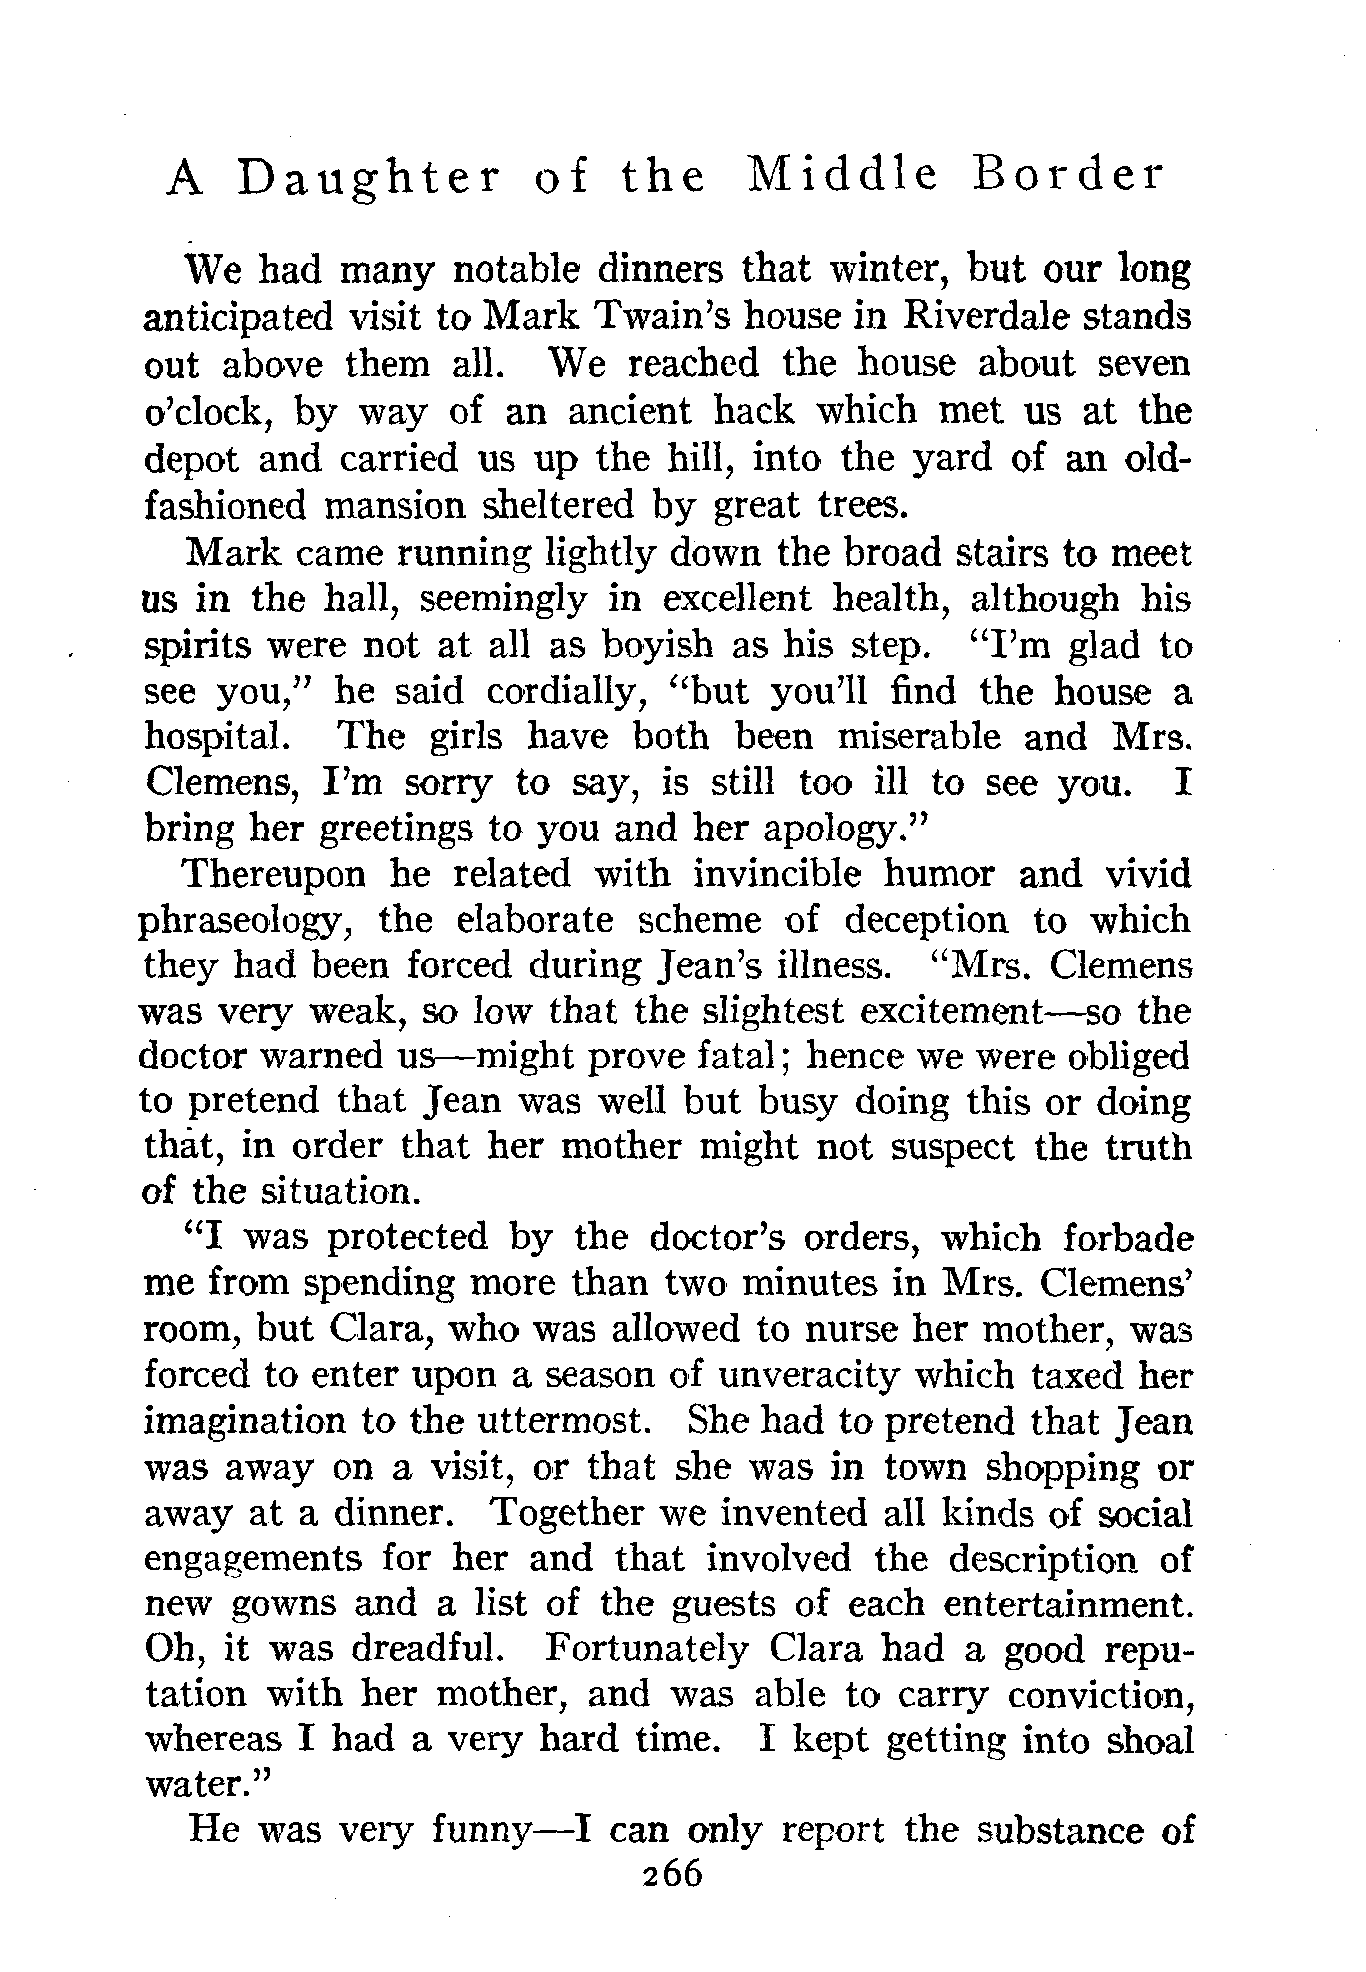 A Daughter of the Middle Border
We had many notable dinners that winter, but our long
anticipated visit to Mark Twain's house in Riverdale stands
out above them all. We reached the house about seven
o'clock, by way of an ancient hack which met us at the
depot and carried us up the hill, into the yard of an old-
fashioned mansion sheltered by great trees.
Mark came running lightly down the broad stairs to meet
us in the hall, seemingly in excellent health, although his
spirits were not at all as boyish as his step. "I'm glad to
see you," he said cordially, "but you'll find the house a
hospital. The girls have both been miserable and Mrs.
Clemens, I'm sorry to say, is still too ill to see you. I
bring her greetings to you and her apology."
Thereupon he related with invincible humor and vivid
phraseology, the elaborate scheme of deception to which
they had been forced during Jean's illness. "Mrs. Clemens
was very weak, so low that the slightest excitement—so the
doctor warned us—might prove fatal; hence we were obliged
to pretend that Jean was well but busy doing this or doing
that, in order that her mother might not suspect the truth
of the situation.
"I was protected by the doctor's orders, which forbade
me from spending more than two minutes in Mrs. Clemens'
room, but Clara, who was allowed to nurse her mother, was
forced to enter upon a season of unveracity which taxed her
imagination to the uttermost. She had to pretend that Jean
was away on a visit, or that she was in town shopping or
away at a dinner. Together we invented all kinds of social
engagements for her and that involved the description of
new gowns and a list of the guests of each entertainment.
Oh, it was dreadful. Fortunately Clara had a good repu-
tation with her mother, and was able to carry conviction,
whereas I had a very hard time. I kept getting into shoal
water."
He was very funny—I can only report the substance of
266